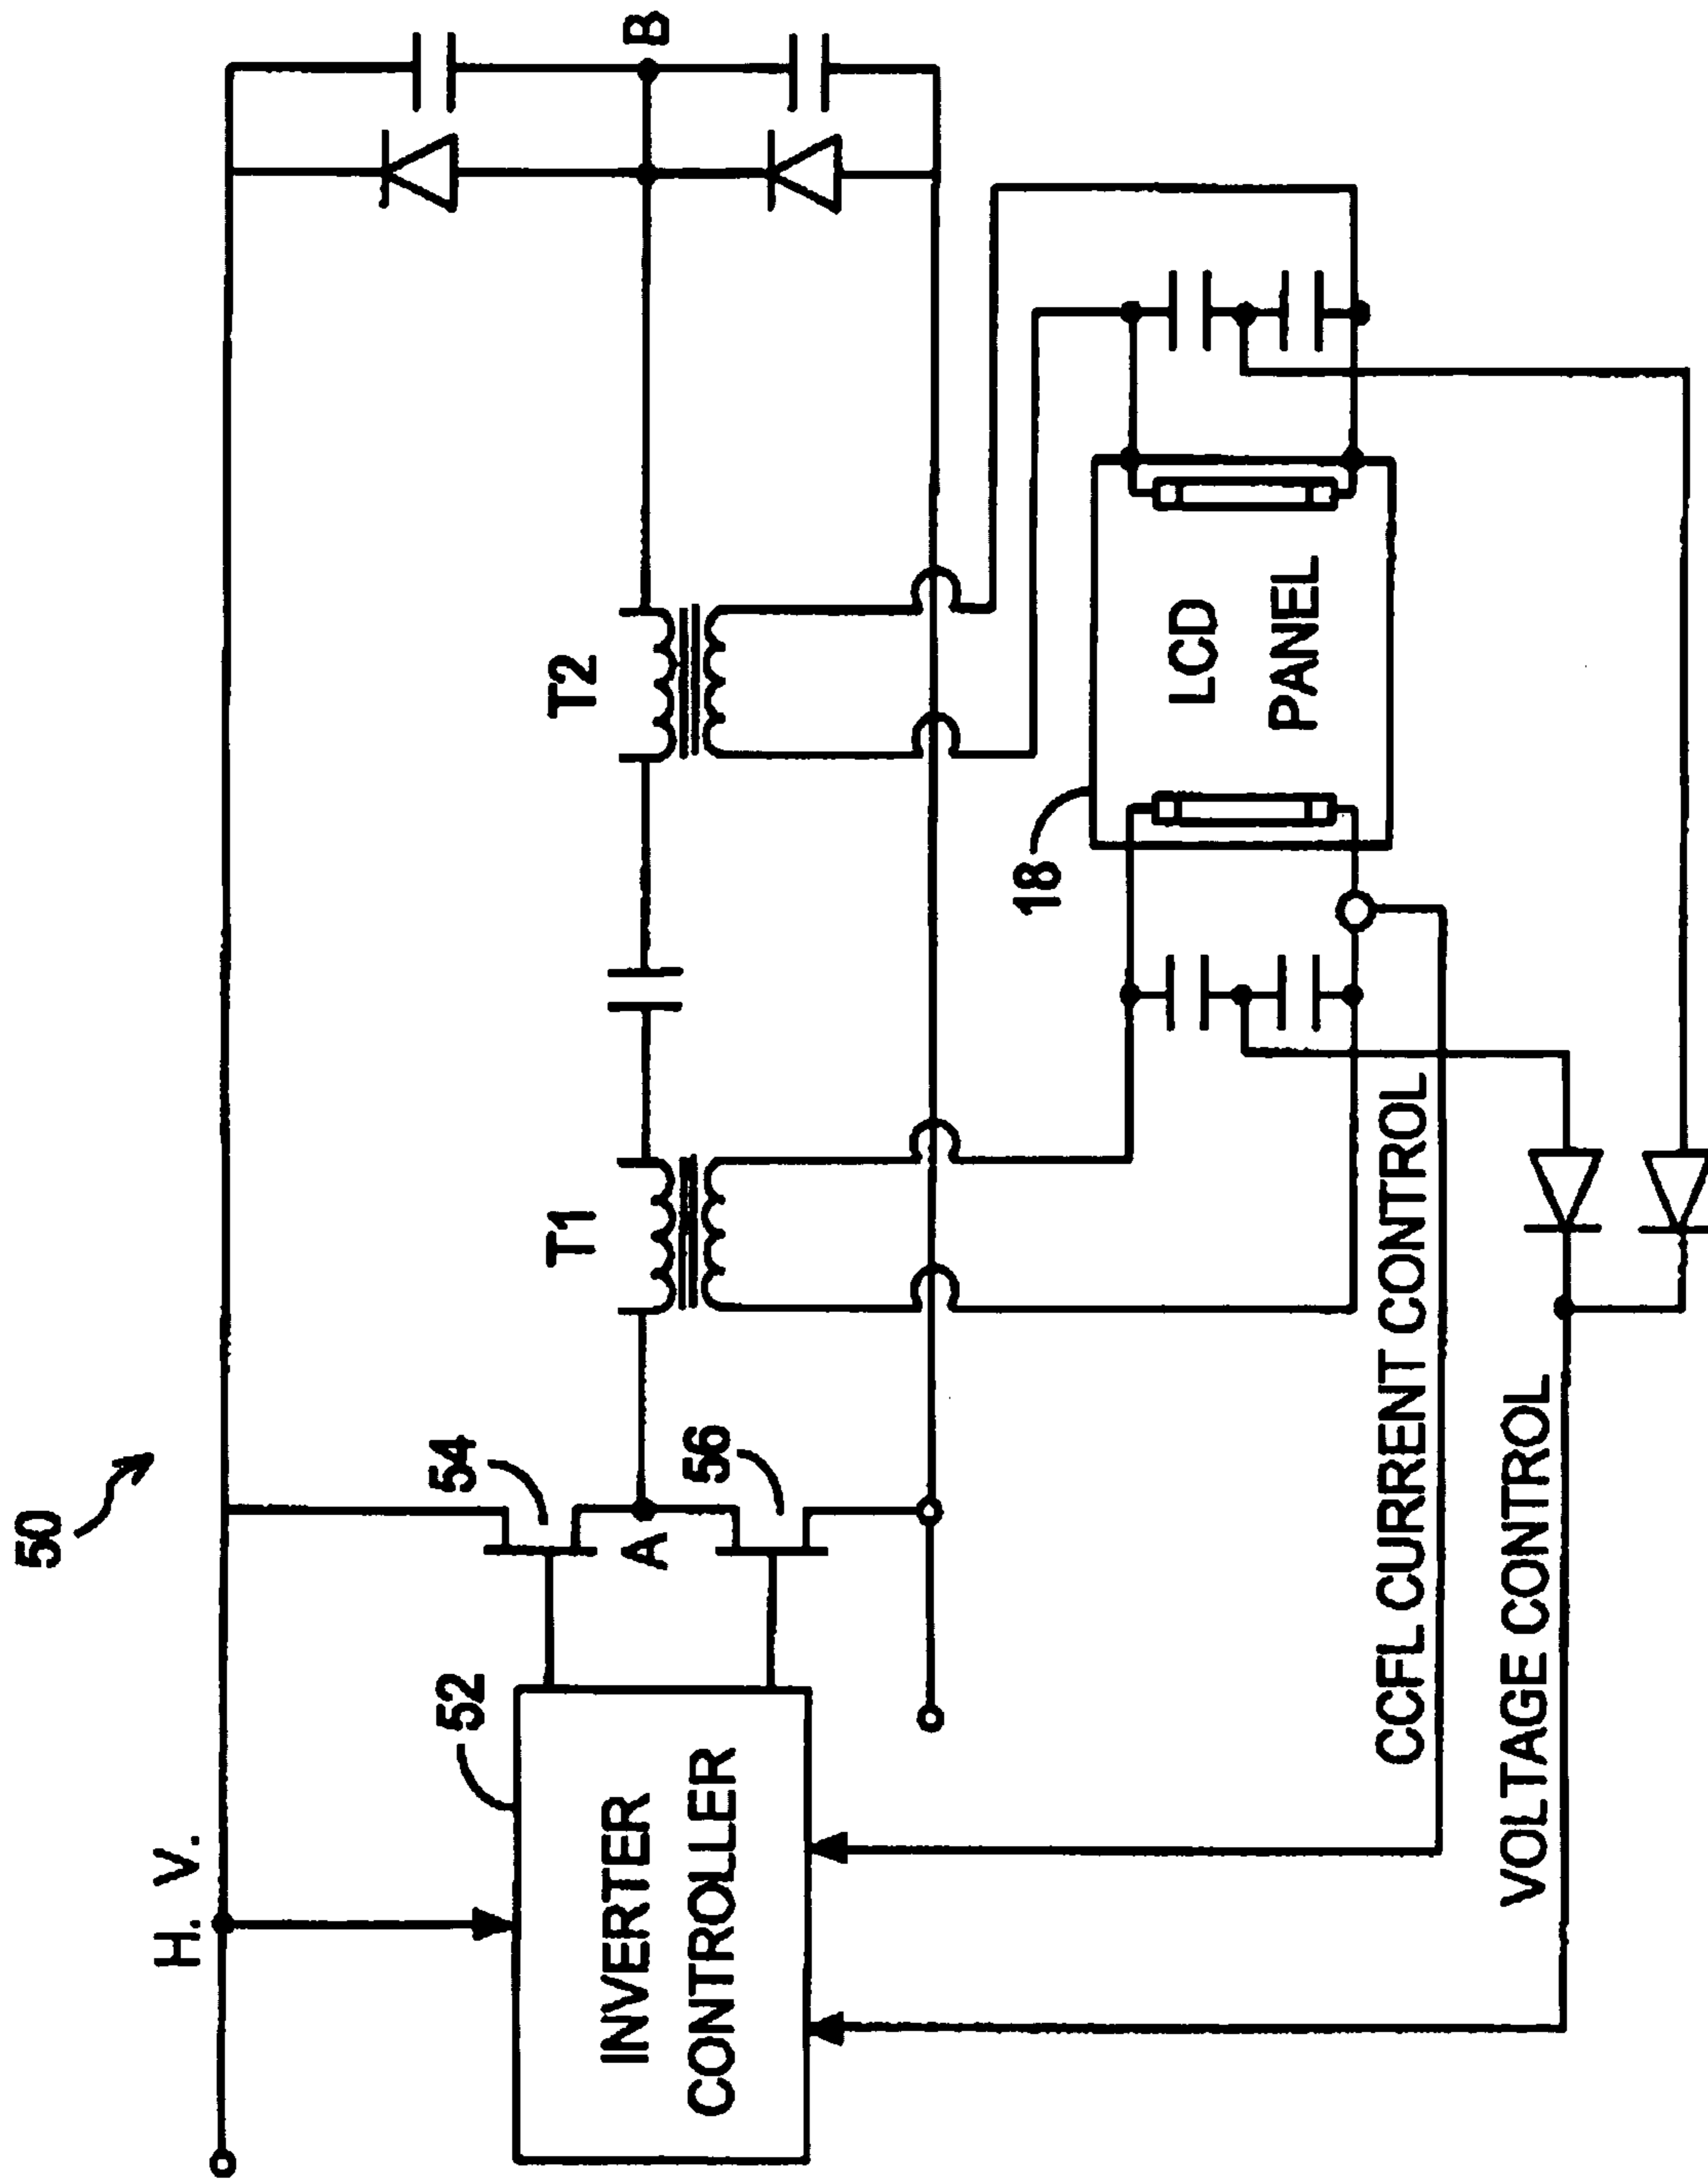 50
H. V.
52
INVERTER
CONTROLLER
54
A
56
T1
T2
B
18
LCD
PANEL
CCFL CURRENT CONTROL
VOLTAGE CONTROL